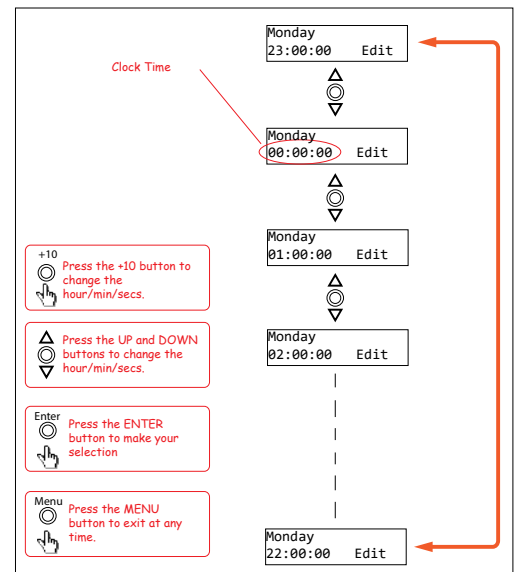 Monday
23:00:00 Edit
Clock Time
Monday
00:00:00 Edit
Monday
01:00:00 Edit
+10
Press the +10 button to
change the
hour/min/secs.
Press the UP and DOWN
buttons to change the
hour/min/secs.
Monday
02:00:00 Edit
Enter
Press the ENTER
button to make your
selection
Menu
Press the MENU
button to exit at any
time.
Monday
22:00:00 Edit